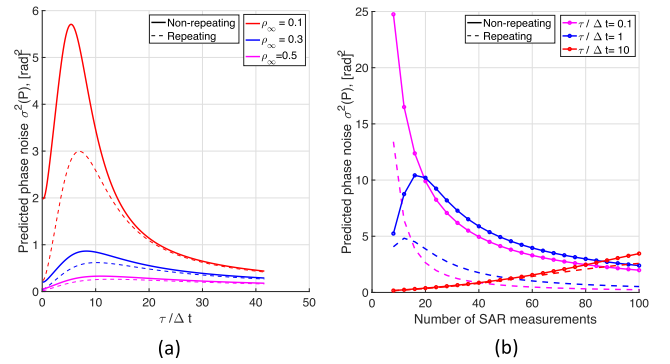 Predicted phase noise σ²(P), [rad]²
6
5
4
3
2
1
0
0 10 20 30 40 50
τ /Δ t
Non-repeating
Repeating
ρ∞ = 0.1
ρ∞ = 0.3
ρ∞=0.5
(a)
Predicted phase noise σ²(P), [rad]²
25
20
15
10
5
0
0 20 40 60 80 100
Number of SAR measurements
Non-repeating
Repeating
τ / Δ t= 0.1
τ / Δ t= 1
τ / Δ t= 10
(b)